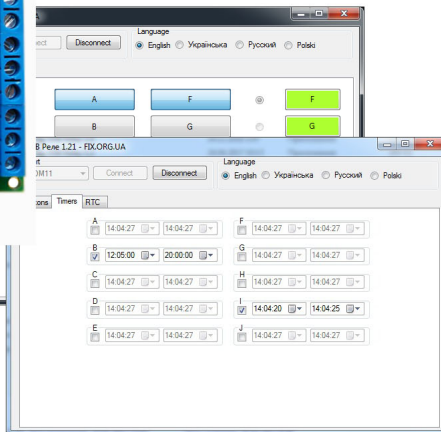 Language
Disconnect
English Українська Русский Polski
A F F
B G G
В Реле 1.21 - FIX.ORG.UA
Language
Connect Disconnect English Українська Русский Polski
Timers RTC
A 14:04:27 14:04:27 F 14:04:27 14:04:27
B 12:05:00 20:00:00 G 14:04:27 14:04:27
C 14:04:27 14:04:27 H 14:04:27 14:04:27
D 14:04:27 14:04:27 I 14:04:20 14:04:25
E 14:04:27 14:04:27 J 14:04:27 14:04:27